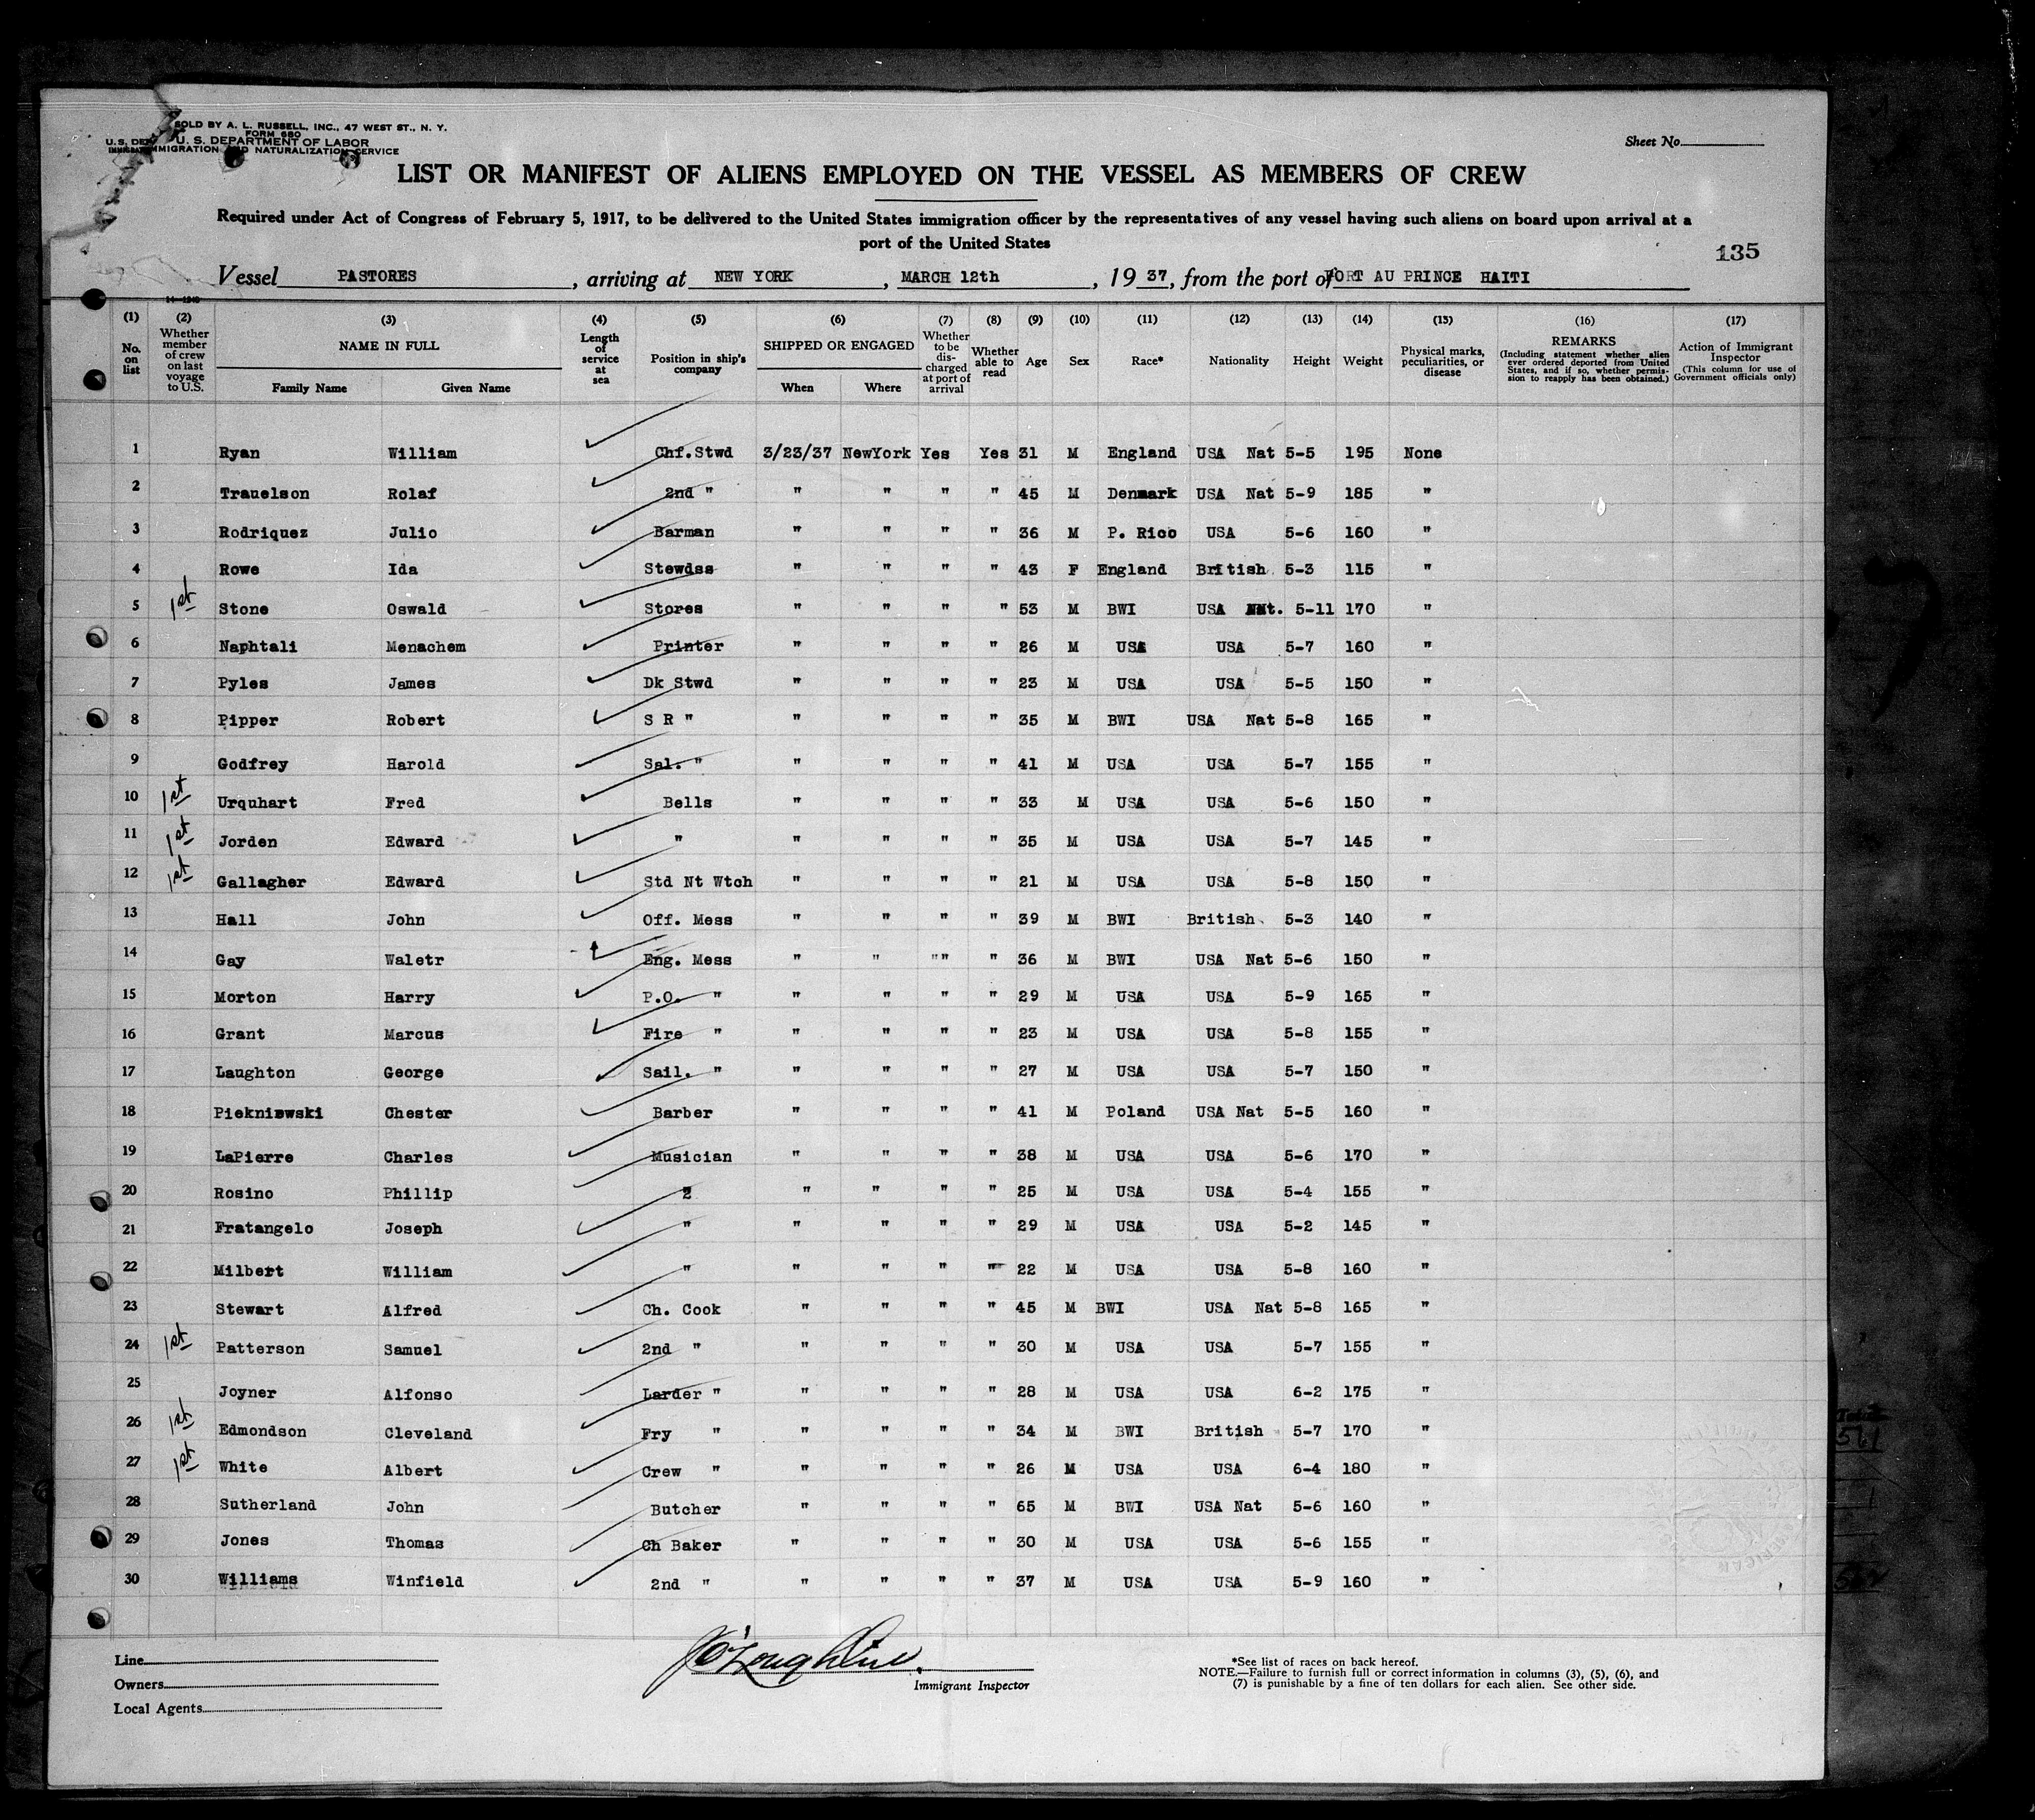 SOLD BY A. L. RUSSELL, INC., 47 WEST ST., N. Y.
FORM 680
U. S. DEPARTMENT OF LABOR
IMMIGRATION AND NATURALIZATION SERVICE
Sheet No.
LIST OR MANIFEST OF ALIENS EMPLOYED ON THE VESSEL AS MEMBERS OF CREW
Required under Act of Congress of February 5, 1917, to be delivered to the United States immigration officer by the representatives of any vessel having such aliens on board upon arrival at a
port of the United States
135
Vessel PASTORES, arriving at NEW YORK, MARCH 12th, 19 37, from the port of PORT AU PRINCE HAITI
(1) (2) (3) (4) (5) (6) (7) (8) (9) (10) (11) (12) (13) (14) (15) (16) (17)
No. on list
Whether member of crew on last voyage to U.S.
NAME IN FULL
Family Name Given Name
Length of service at sea
Position in ship's company
SHIPPED OR ENGAGED
When Where
Whether to be discharged at port of arrival
Whether able to read
Age
Sex
Race*
Nationality
Height
Weight
Physical marks, peculiarities, or disease
REMARKS
(Including statement whether alien ever ordered deported from United States, and if so, whether permission to reapply has been obtained.)
Action of Immigrant Inspector
(This column for use of Government officials only)
1 Ryan William Chf.Stwd 3/23/37 NewYork Yes Yes 31 M England USA Nat 5-5 195 None
2 Trauelson Rolaf 2nd " " " " " 45 M Denmark USA Nat 5-9 185 "
3 Rodriquez Julio Barman " " " " 36 M P. Rico USA 5-6 160 "
4 Rowe Ida Stewdss " " " " 43 F England British 5-3 115 "
5 1st Stone Oswald Stores " " " " 53 M BWI USA Nat. 5-11 170 "
6 Naphtali Menachem Printer " " " " 26 M USA USA 5-7 160 "
7 Pyles James Dk Stwd " " " " 23 M USA USA 5-5 150 "
8 Pipper Robert S R " " " " " 35 M BWI USA Nat 5-8 165 "
9 Godfrey Harold Sal. " " " " " 41 M USA USA 5-7 155 "
10 1st Urquhart Fred Bells " " " " 33 M USA USA 5-6 150 "
11 1st Jorden Edward " " " " " 35 M USA USA 5-7 145 "
12 1st Gallagher Edward Std Nt Wtch " " " " 21 M USA USA 5-8 150 "
13 Hall John Off. Mess " " " " 39 M BWI British 5-3 140 "
14 Gay Waletr Eng. Mess " " "" " 36 M BWI USA Nat 5-6 150 "
15 Morton Harry P.O. " " " " " 29 M USA USA 5-9 165 "
16 Grant Marcus Fire " " " " " 23 M USA USA 5-8 155 "
17 Laughton George Sail. " " " " " 27 M USA USA 5-7 150 "
18 Piekniewski Chester Barber " " " " 41 M Poland USA Nat 5-5 160 "
19 LaPierre Charles Musician " " " " 38 M USA USA 5-6 170 "
20 Rosino Phillip 2 " " " " 25 M USA USA 5-4 155 "
21 Fratangelo Joseph " " " " " 29 M USA USA 5-2 145 "
22 Milbert William " " " " " 22 M USA USA 5-8 160 "
23 Stewart Alfred Ch. Cook " " " " 45 M BWI USA Nat 5-8 165 "
24 1st Patterson Samuel 2nd " " " " " 30 M USA USA 5-7 155 "
25 Joyner Alfonso Larder " " " " " 28 M USA USA 6-2 175 "
26 1st Edmondson Cleveland Fry " " " " " 34 M BWI British 5-7 170 "
27 1st White Albert Crew " " " " " 26 M USA USA 6-4 180 "
28 Sutherland John Butcher " " " " 65 M BWI USA Nat 5-6 160 "
29 Jones Thomas Ch Baker " " " " 30 M USA USA 5-6 155 "
30 Williams Winfield 2nd " " " " " 37 M USA USA 5-9 160 "
Line
Owners
Local Agents
J O'Loughlin
Immigrant Inspector
*See list of races on back hereof.
NOTE.—Failure to furnish full or correct information in columns (3), (5), (6), and
(7) is punishable by a fine of ten dollars for each alien. See other side.